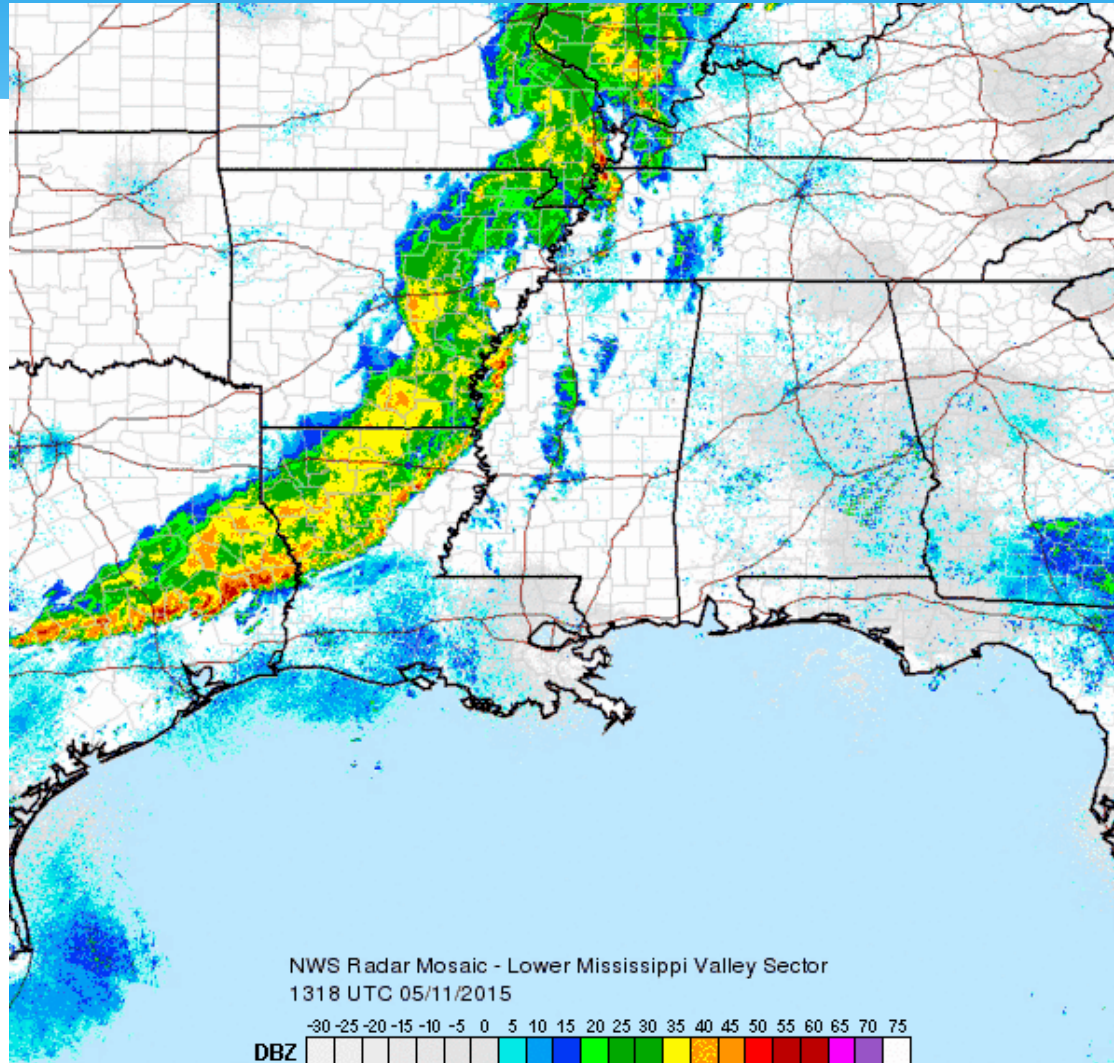 NWS Radar Mosaic - Lower Mississippi Valley Sector
1318 UTC 05/11/2015
-30 -25 -20 -15 -10 -5 0 5 10 15 20 25 30 35 40 45 50 55 60 65 70 75
DBZ